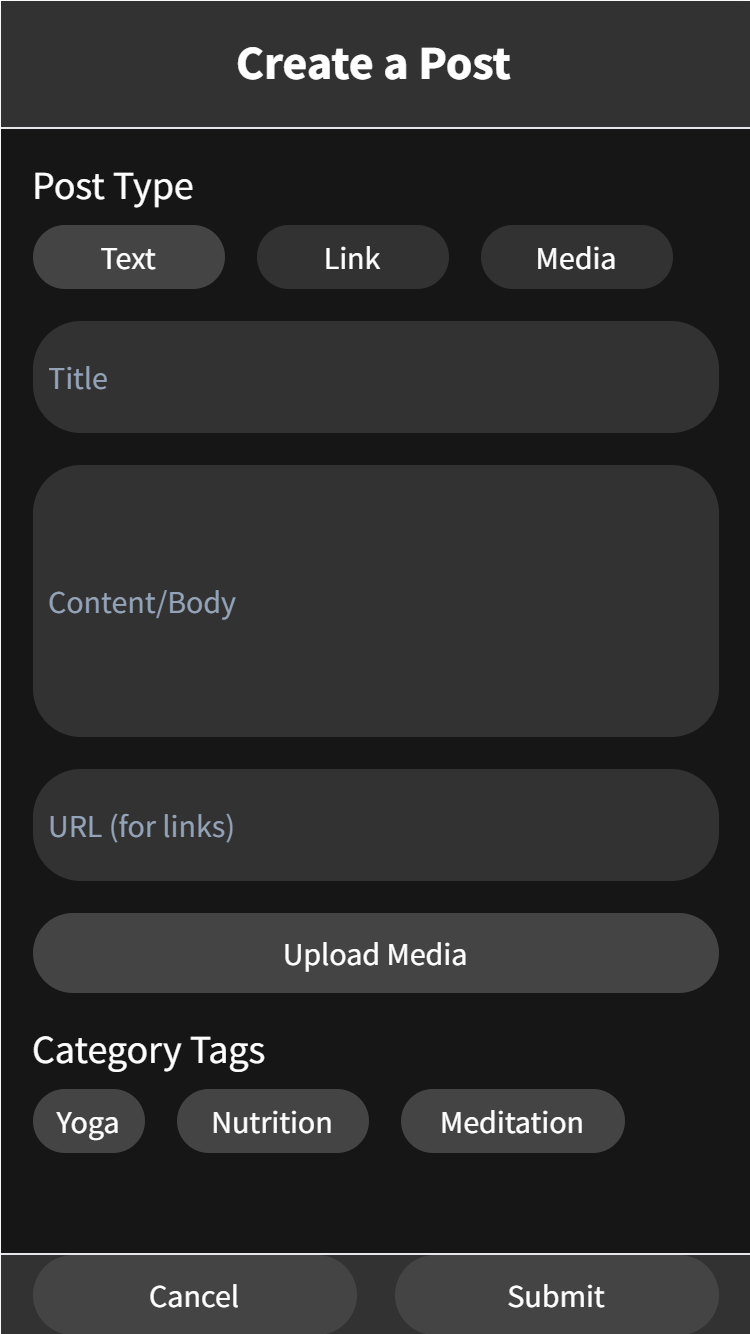 Create a Post
Post Type
Text Link Media
Title
Content/Body
URL (for links)
Upload Media
Category Tags
Yoga Nutrition Meditation
Cancel Submit